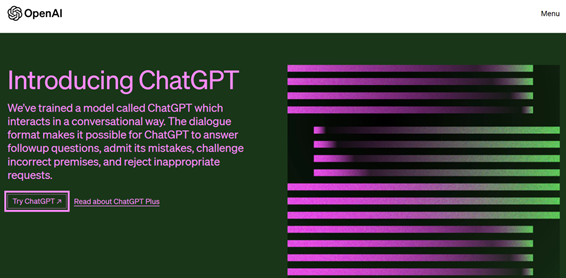 OpenAI
Menu
Introducing ChatGPT
We've trained a model called ChatGPT which
interacts in a conversational way. The dialogue
format makes it possible for ChatGPT to answer
followup questions, admit its mistakes, challenge
incorrect premises, and reject inappropriate
requests.
Try ChatGPT ↗
Read about ChatGPT Plus